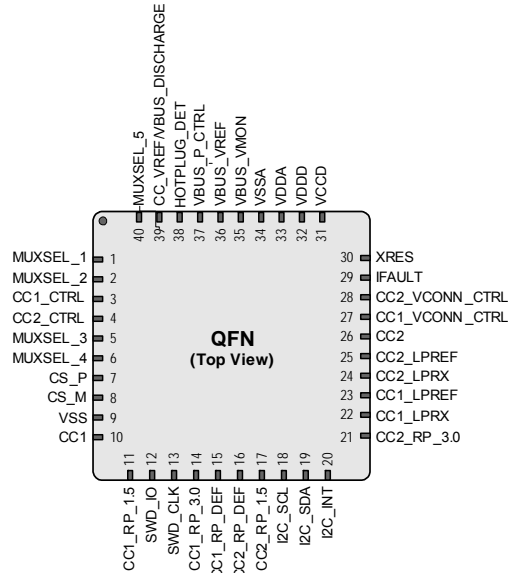 MUXSEL_5
CC_VREF/VBUS_DISCHARGE
HOTPLUG_DET
VBUS_P_CTRL
VBUS_VREF
VBUS_VMON
VSSA
VDDA
VDDD
VCCD
40
39
38
37
36
35
34
33
32
31
MUXSEL_1 1
MUXSEL_2 2
CC1_CTRL 3
CC2_CTRL 4
MUXSEL_3 5
MUXSEL_4 6
CS_P 7
CS_M 8
VSS 9
CC1 10
QFN
(Top View)
30 XRES
29 IFAULT
28 CC2_VCONN_CTRL
27 CC1_VCONN_CTRL
26 CC2
25 CC2_LPREF
24 CC2_LPRX
23 CC1_LPREF
22 CC1_LPRX
21 CC2_RP_3.0
11
12
13
14
15
16
17
18
19
20
CC1_RP_1.5
SWD_IO
SWD_CLK
CC1_RP_3.0
CC1_RP_DEF
CC2_RP_DEF
CC2_RP_1.5
I2C_SCL
I2C_SDA
I2C_INT